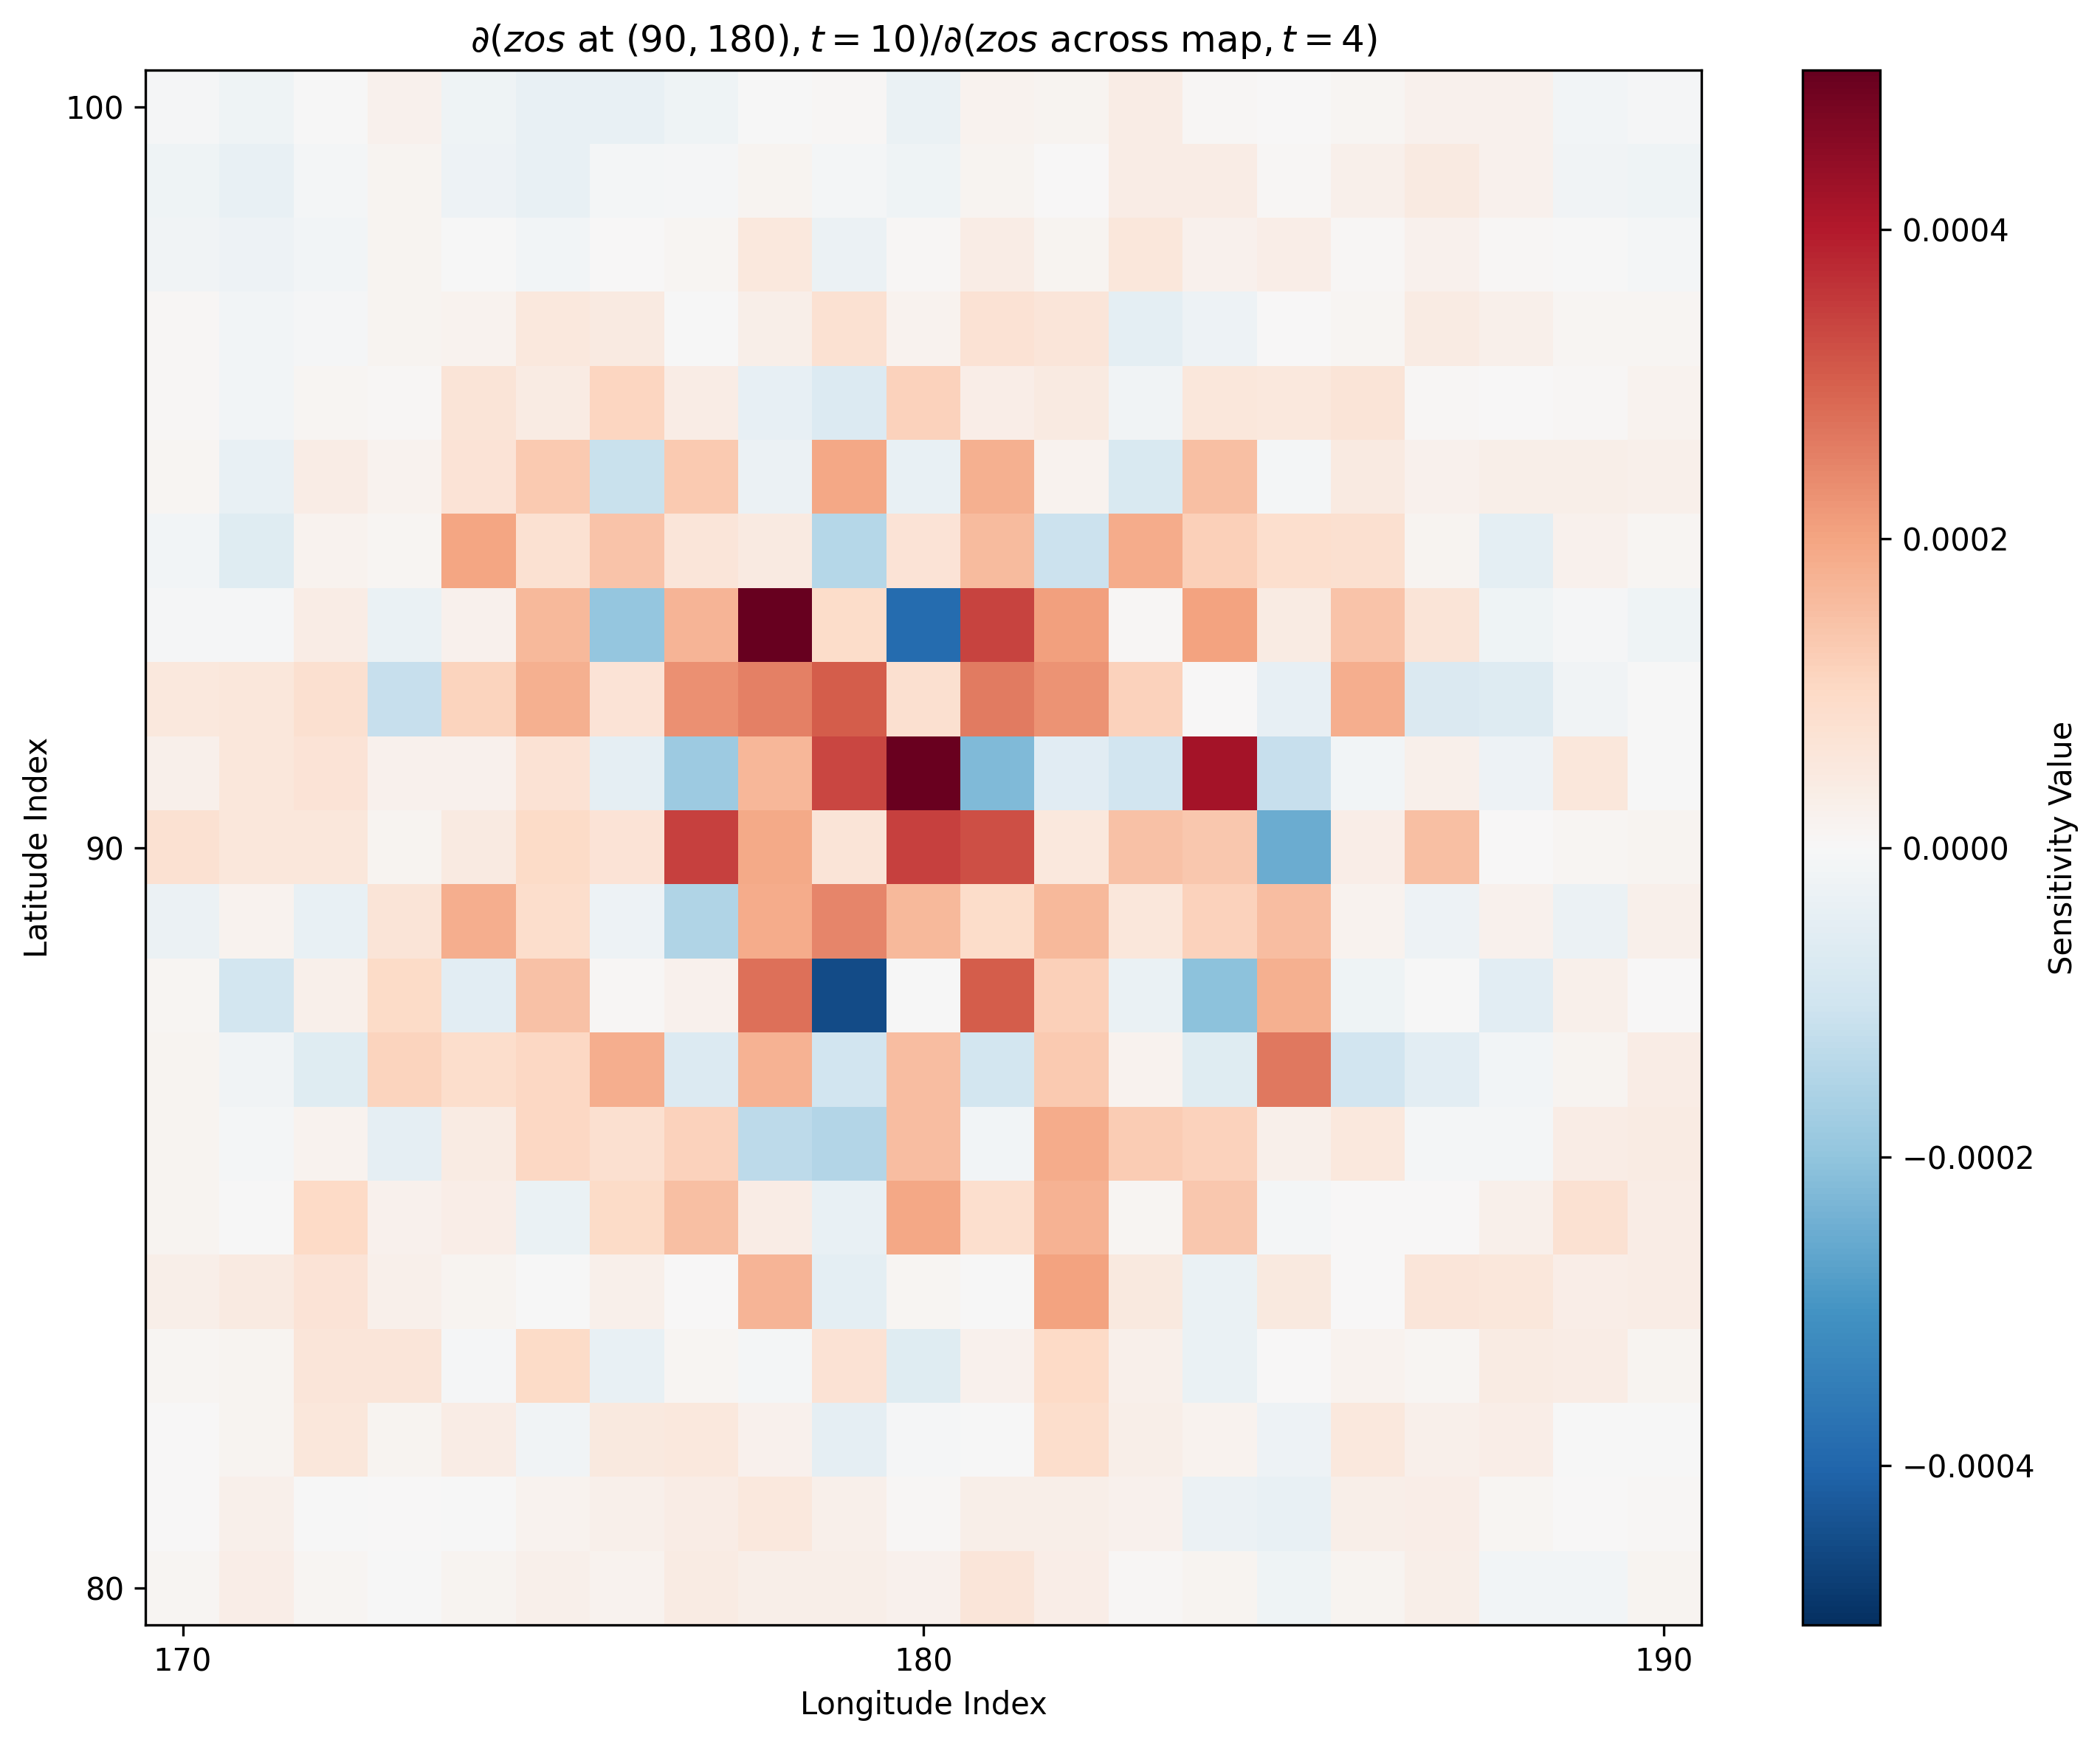 ∂(zos at (90, 180), t = 10)/∂(zos across map, t = 4)
100
90
80
Latitude Index
170
180
190
Longitude Index
0.0004
0.0002
0.0000
−0.0002
−0.0004
Sensitivity Value